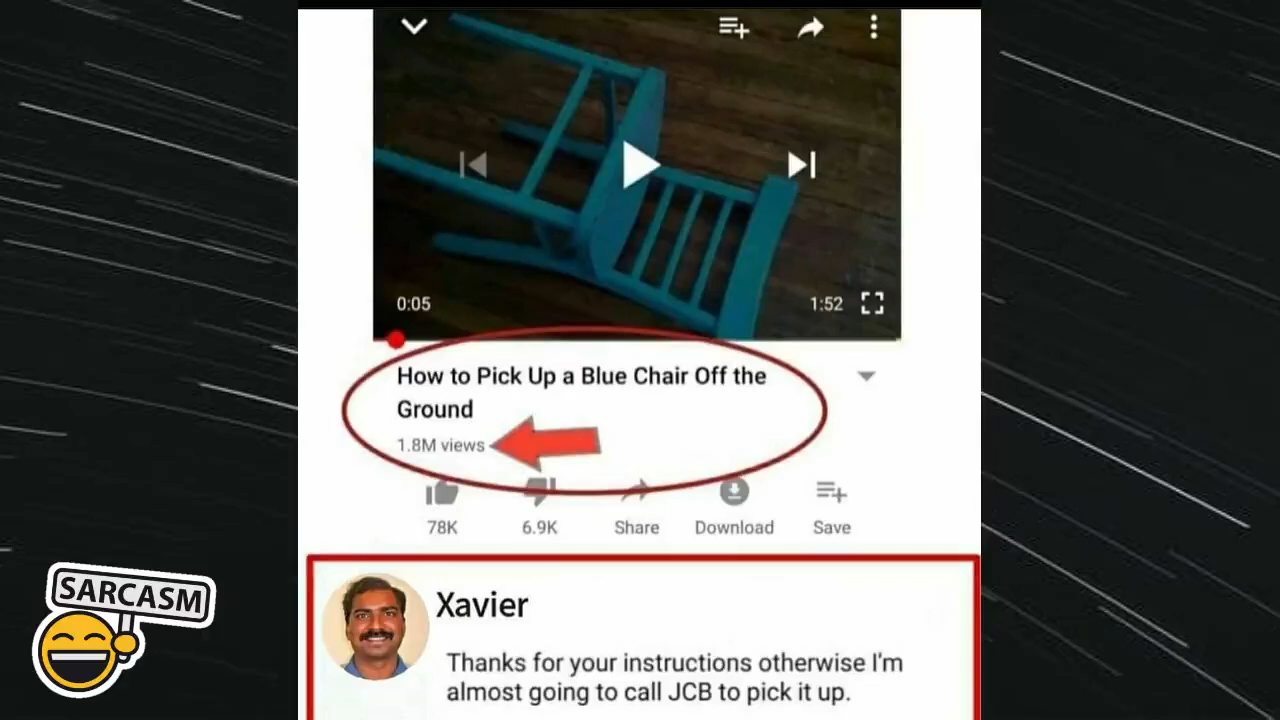 0:05
1:52
How to Pick Up a Blue Chair Off the
Ground
1.8M views
78K
6.9K
Share
Download
Save
SARCASM
Xavier
Thanks for your instructions otherwise I'm
almost going to call JCB to pick it up.